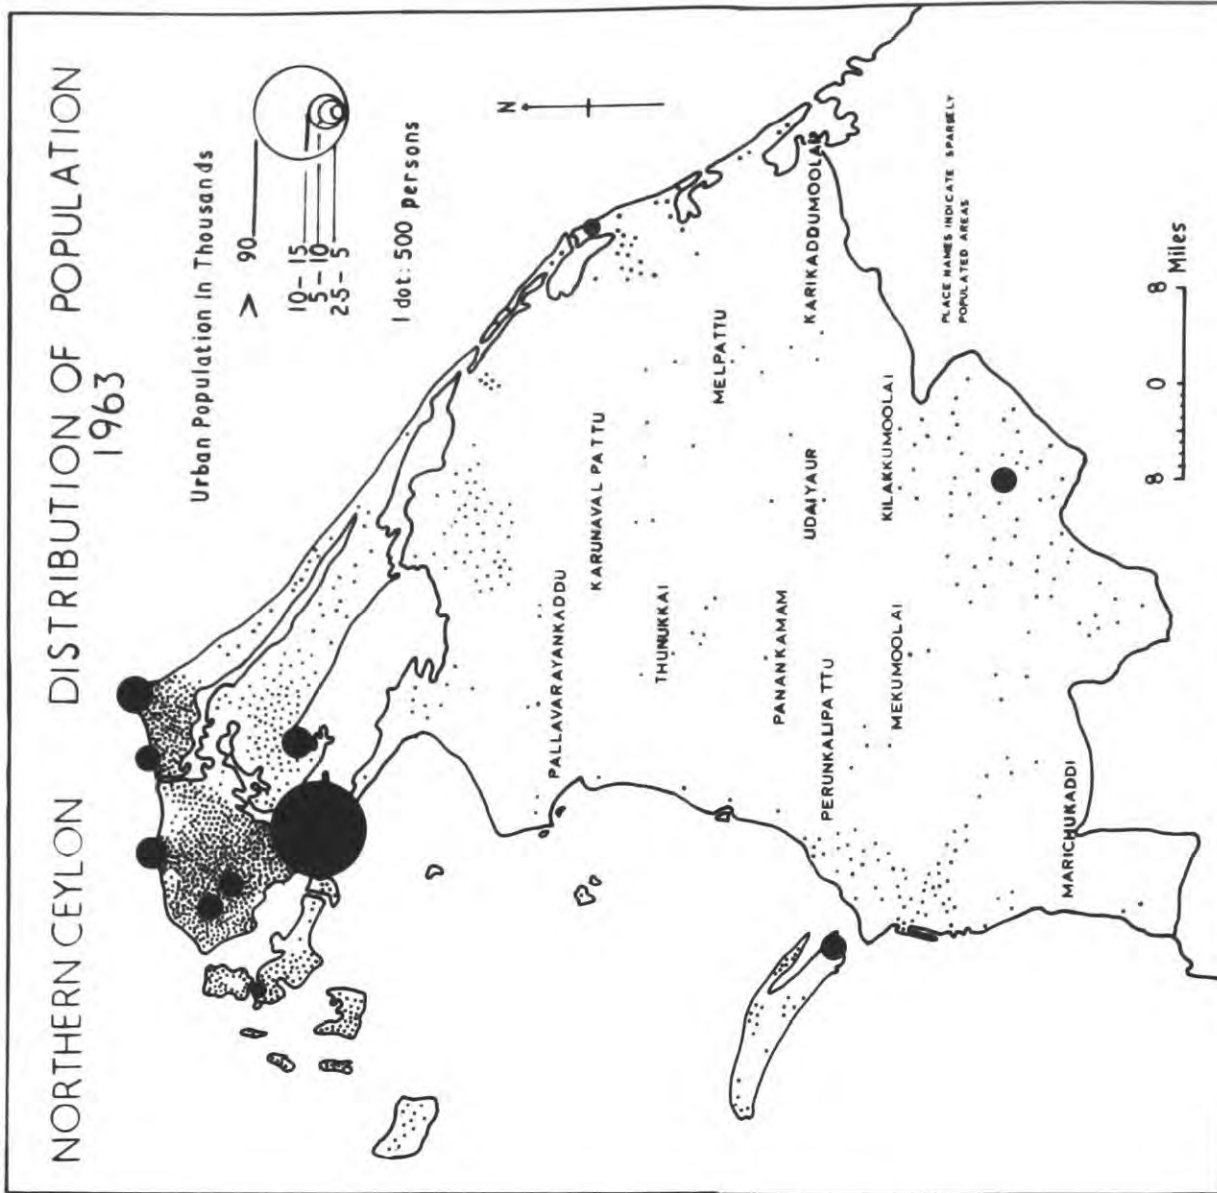 NORTHERN CEYLON DISTRIBUTION OF POPULATION
1963
Urban Population In Thousands
> 90
10-15
5-10
2.5-5
1 dot: 500 persons
N
PALLAVARAYANKADDU
KARUNAVAL PATTU
THUNUKKAI
MELPATTU
PANANKAMAM
UDAIYAUR
KARIKADDUMOOLAI
PERUNKALIPATTU
MEKUMOOLAI
KILAKKUMOOLAI
PLACE NAMES INDICATE SPARSELY
POPULATED AREAS
MARICHUKADDI
8 0 8
Miles